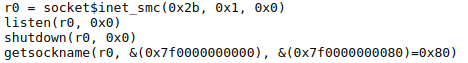 r0 = socket$inet_smc(0x2b, 0x1, 0x0)
listen(r0, 0x0)
shutdown(r0, 0x0)
getsockname(r0, &(0x7f0000000000), &(0x7f0000000080)=0x80)